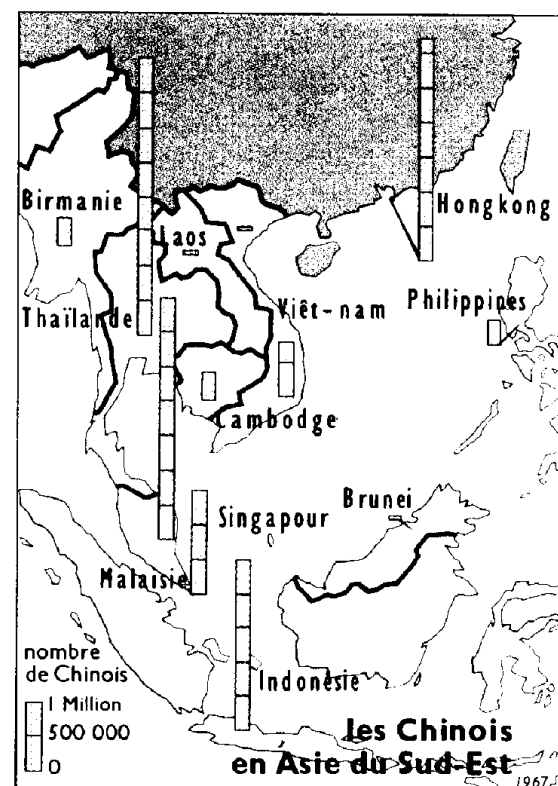 Birmanie
Laos
Hongkong
Thaïlande
Viêt-nam
Philippines
Cambodge
Singapour
Brunei
Malaisie
Indonésie
nombre
de Chinois
1 Million
500 000
0
les Chinois
en Asie du Sud-Est
1967